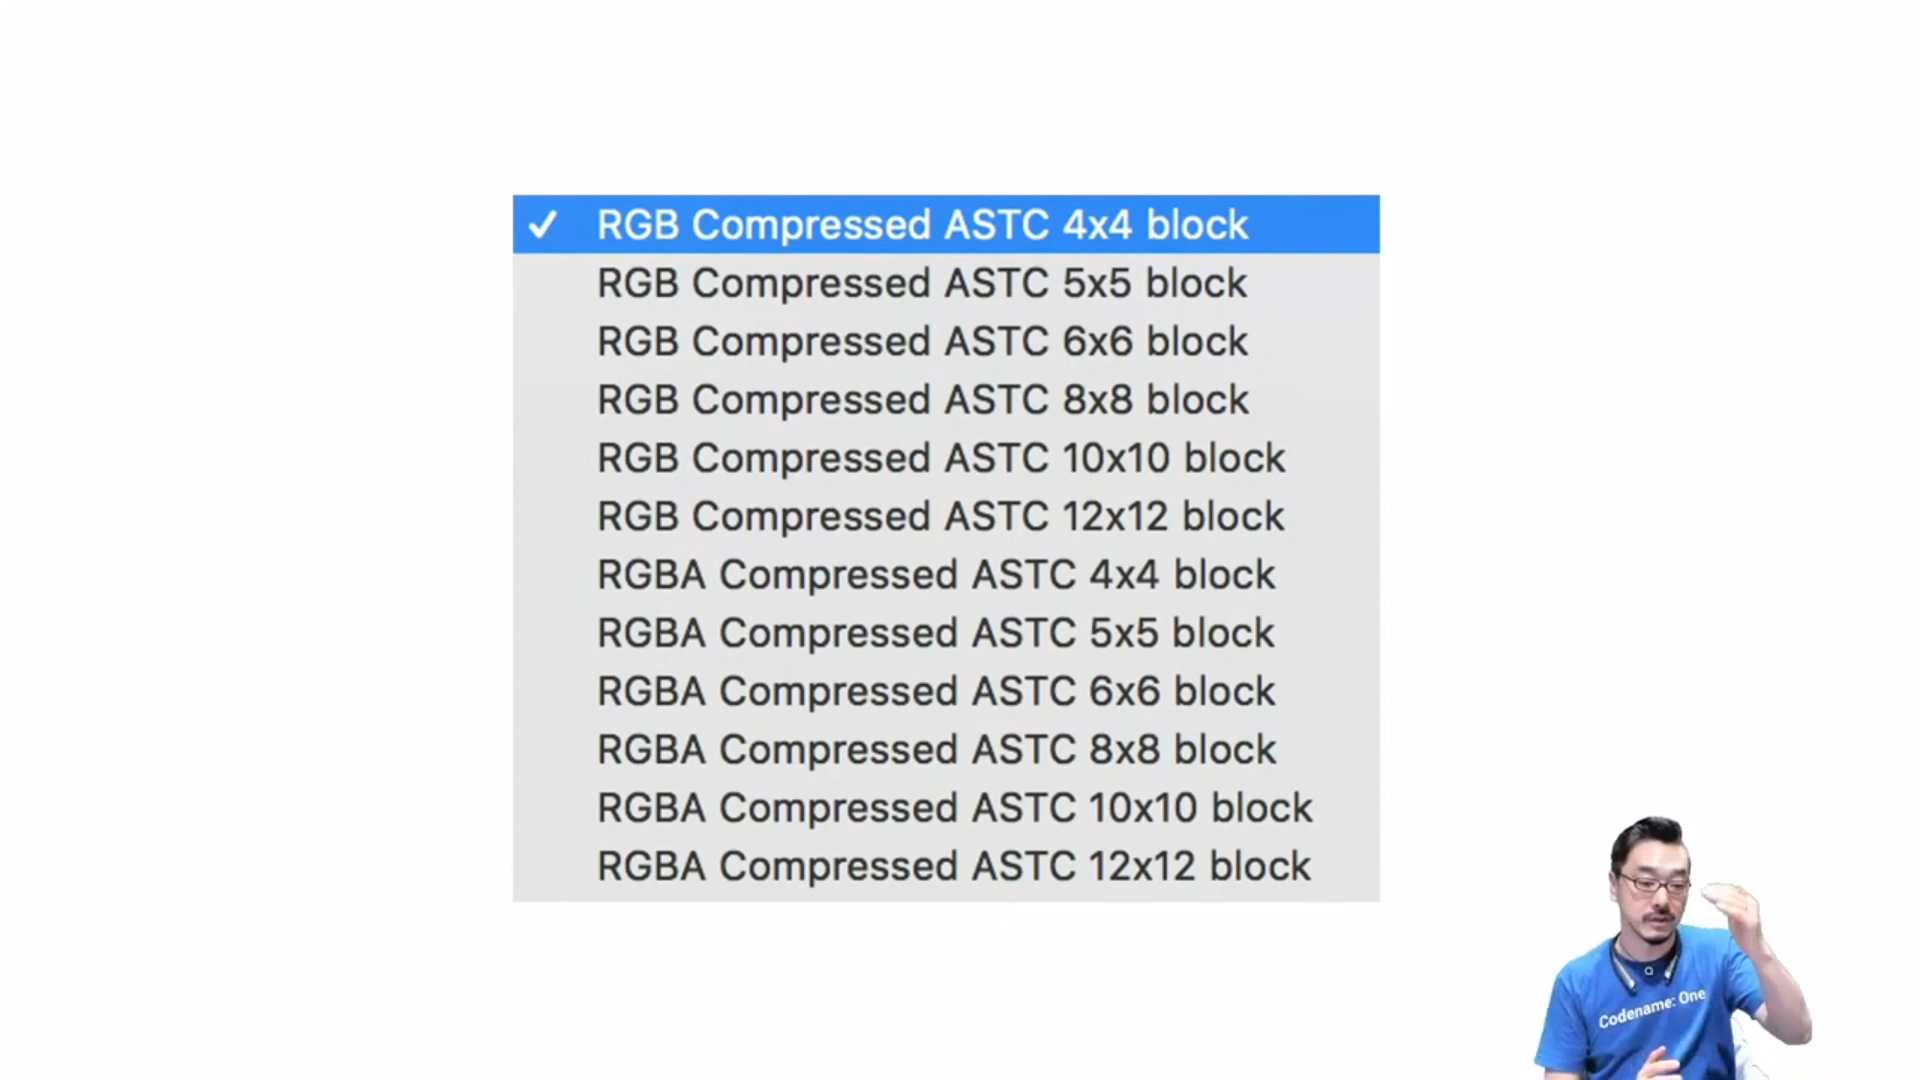 ✓ RGB Compressed ASTC 4x4 block
RGB Compressed ASTC 5x5 block
RGB Compressed ASTC 6x6 block
RGB Compressed ASTC 8x8 block
RGB Compressed ASTC 10x10 block
RGB Compressed ASTC 12x12 block
RGBA Compressed ASTC 4x4 block
RGBA Compressed ASTC 5x5 block
RGBA Compressed ASTC 6x6 block
RGBA Compressed ASTC 8x8 block
RGBA Compressed ASTC 10x10 block
RGBA Compressed ASTC 12x12 block
Codename: One